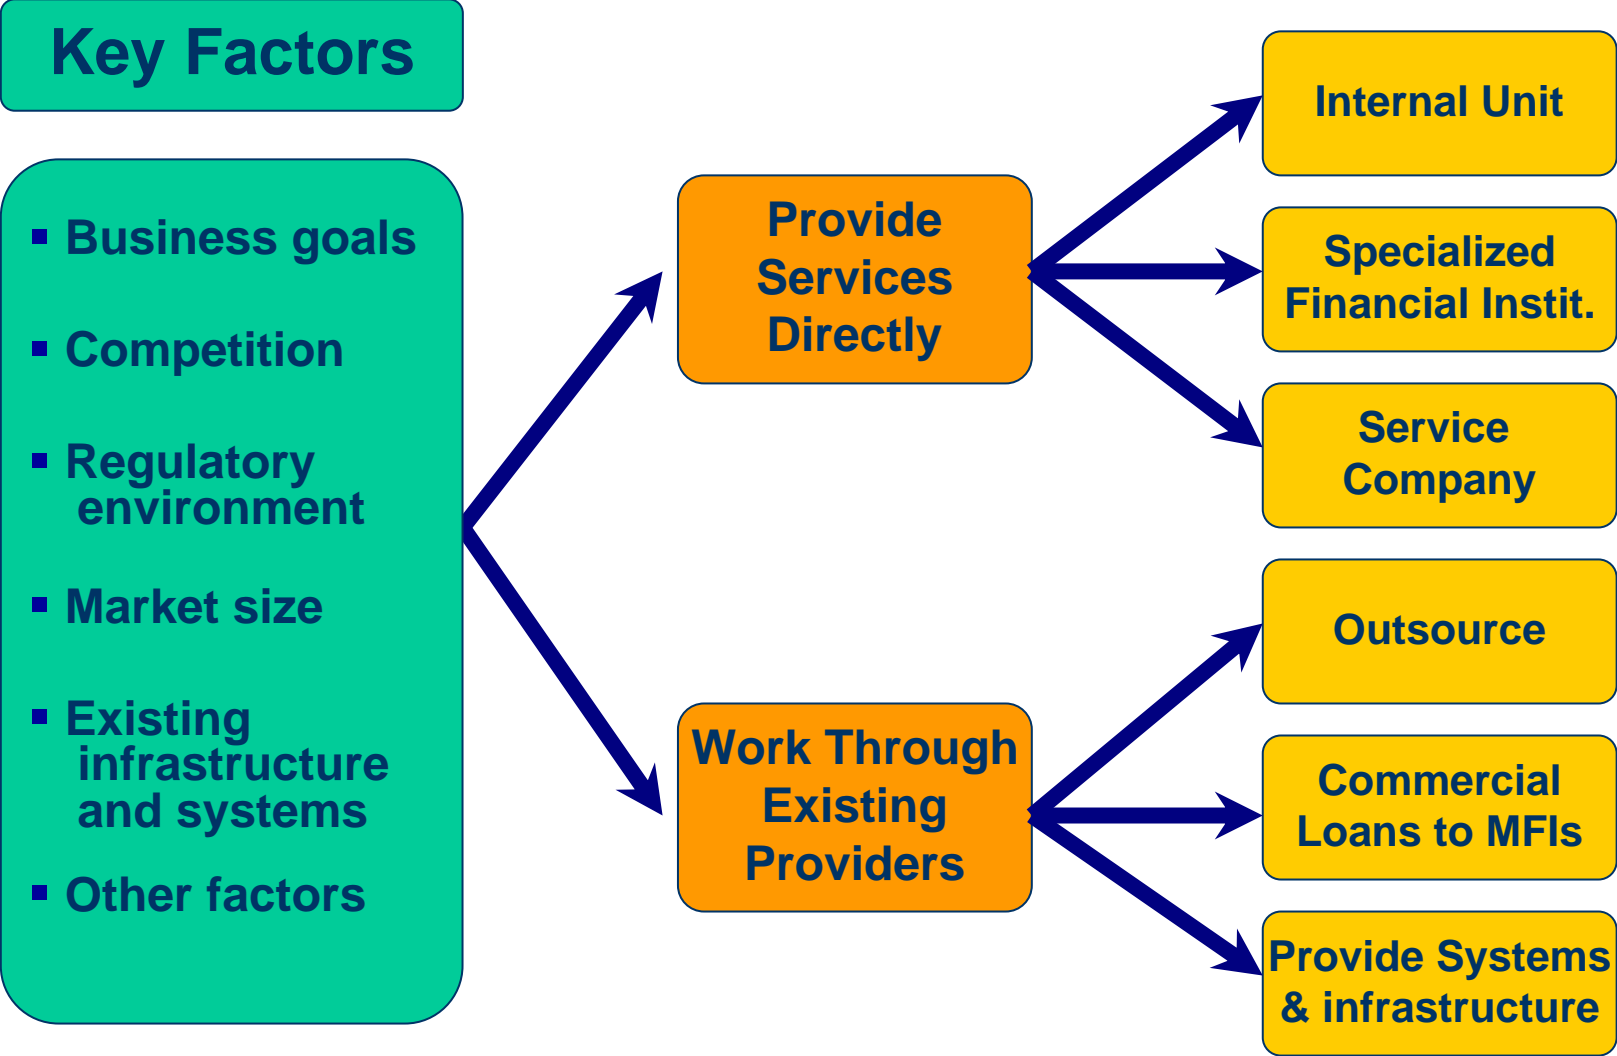 Key Factors
▪ Business goals
▪ Competition
▪ Regulatory
environment
▪ Market size
▪ Existing
infrastructure
and systems
▪ Other factors
Provide
Services
Directly
Work Through
Existing
Providers
Internal Unit
Specialized
Financial Instit.
Service
Company
Outsource
Commercial
Loans to MFIs
Provide Systems
& infrastructure